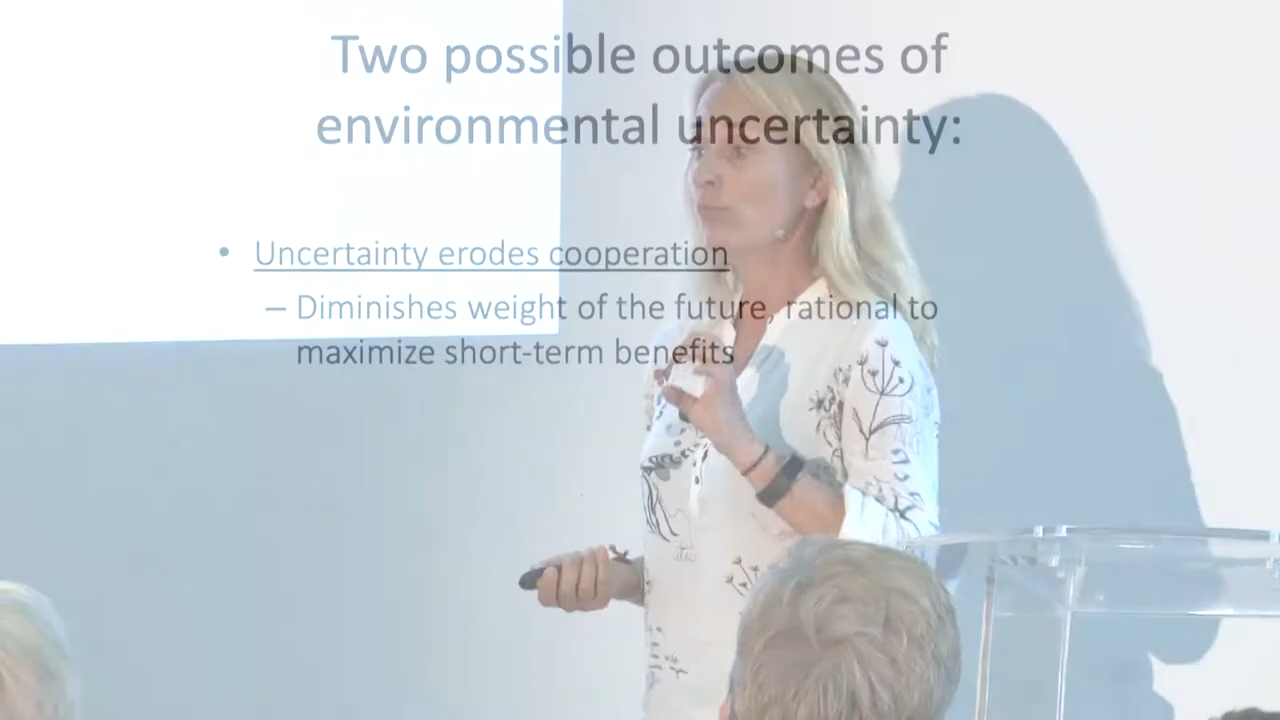 Two possible outcomes of
environmental uncertainty:
• Uncertainty erodes cooperation
– Diminishes weight of the future, rational to
maximize short-term benefits